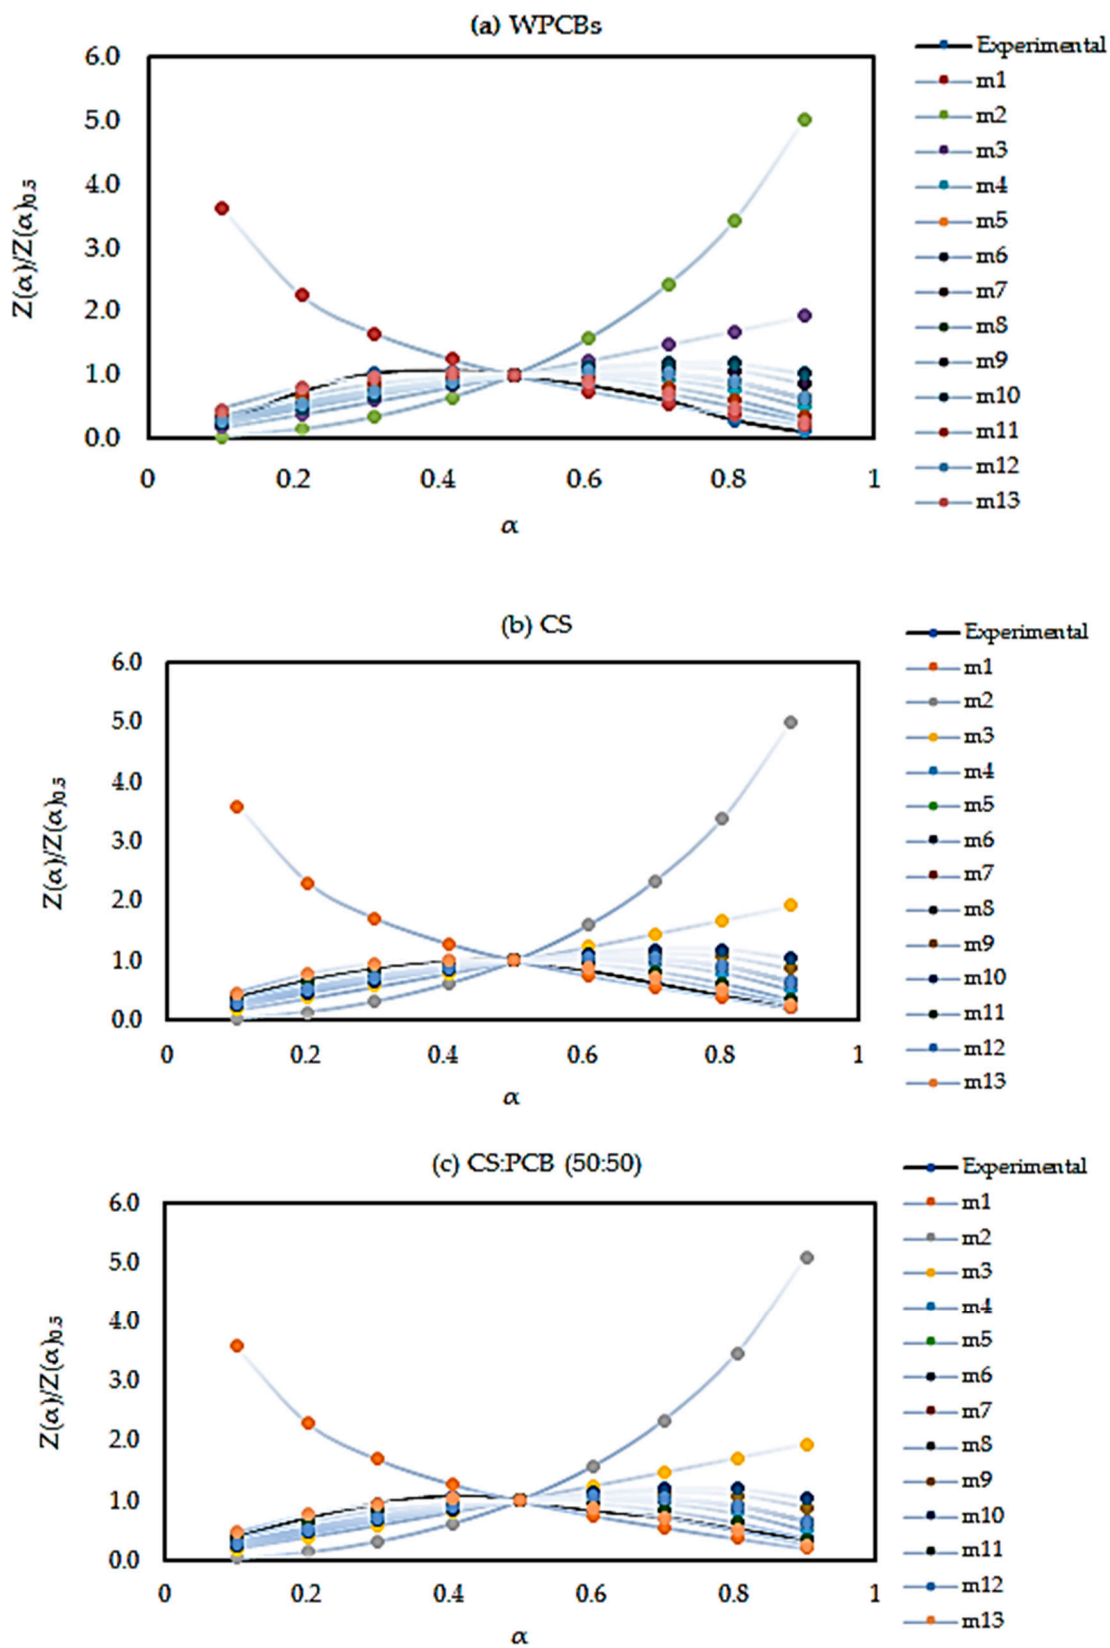 (a) WPCBs
6.0
5.0
4.0
3.0
2.0
1.0
0.0
Z(α)/Z(α)0.5
0
0.2
0.4
0.6
0.8
1
α
Experimental
m1
m2
m3
m4
m5
m6
m7
m8
m9
m10
m11
m12
m13
(b) CS
6.0
5.0
4.0
3.0
2.0
1.0
0.0
Z(α)/Z(α)0.5
0
0.2
0.4
0.6
0.8
1
α
Experimental
m1
m2
m3
m4
m5
m6
m7
m8
m9
m10
m11
m12
m13
(c) CS:PCB (50:50)
6.0
5.0
4.0
3.0
2.0
1.0
0.0
Z(α)/Z(α)0.5
0
0.2
0.4
0.6
0.8
1
α
Experimental
m1
m2
m3
m4
m5
m6
m7
m8
m9
m10
m11
m12
m13